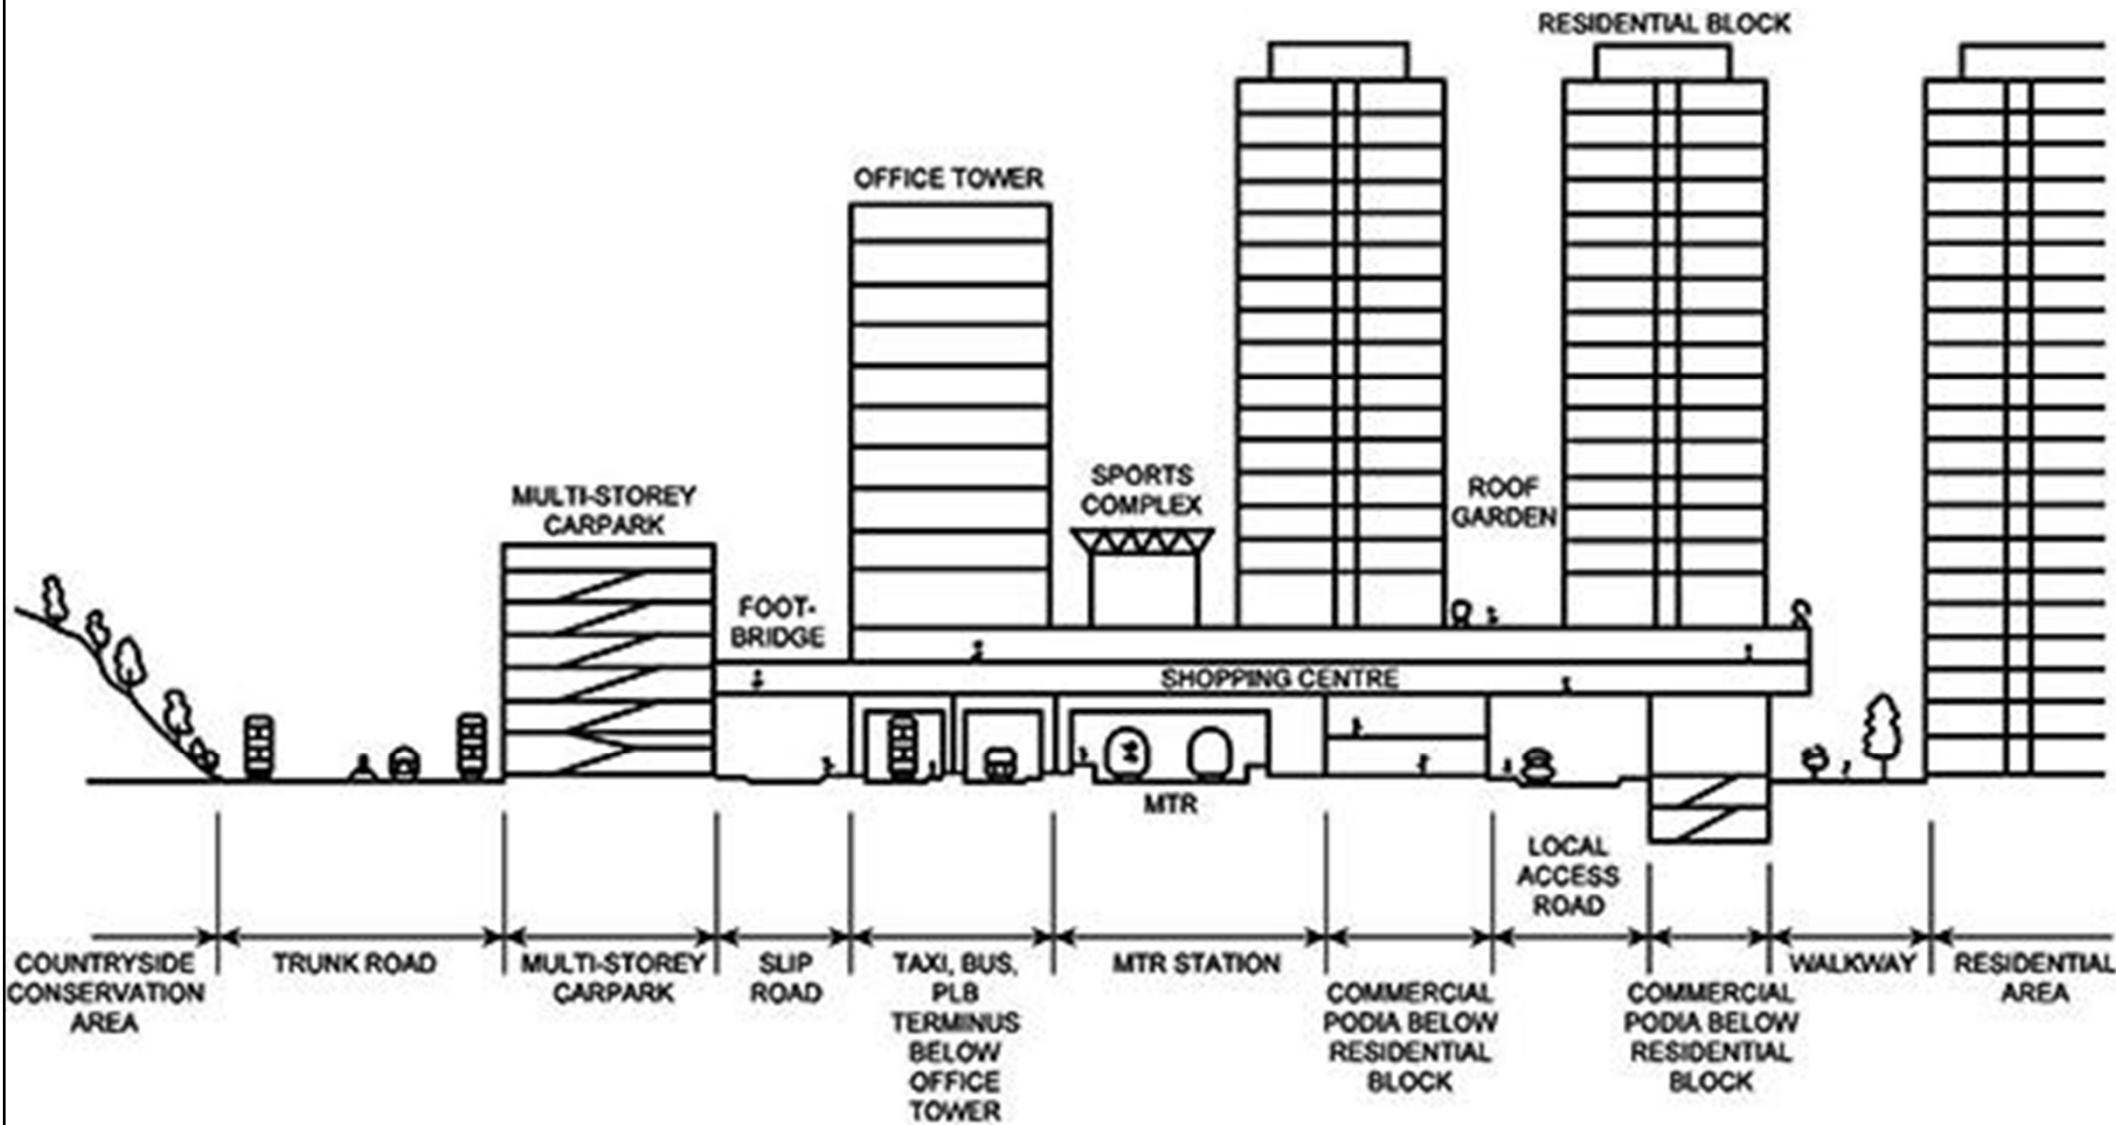 RESIDENTIAL BLOCK
OFFICE TOWER
SPORTS
COMPLEX
ROOF
GARDEN
MULTI-STOREY
CARPARK
FOOT-
BRIDGE
SHOPPING CENTRE
MTR
LOCAL
ACCESS
ROAD
COUNTRYSIDE
CONSERVATION
AREA
TRUNK ROAD
MULTI-STOREY
CARPARK
SLIP
ROAD
TAXI, BUS,
PLB
TERMINUS
BELOW
OFFICE
TOWER
MTR STATION
COMMERCIAL
PODIA BELOW
RESIDENTIAL
BLOCK
COMMERCIAL
PODIA BELOW
RESIDENTIAL
BLOCK
WALKWAY
RESIDENTIAL
AREA